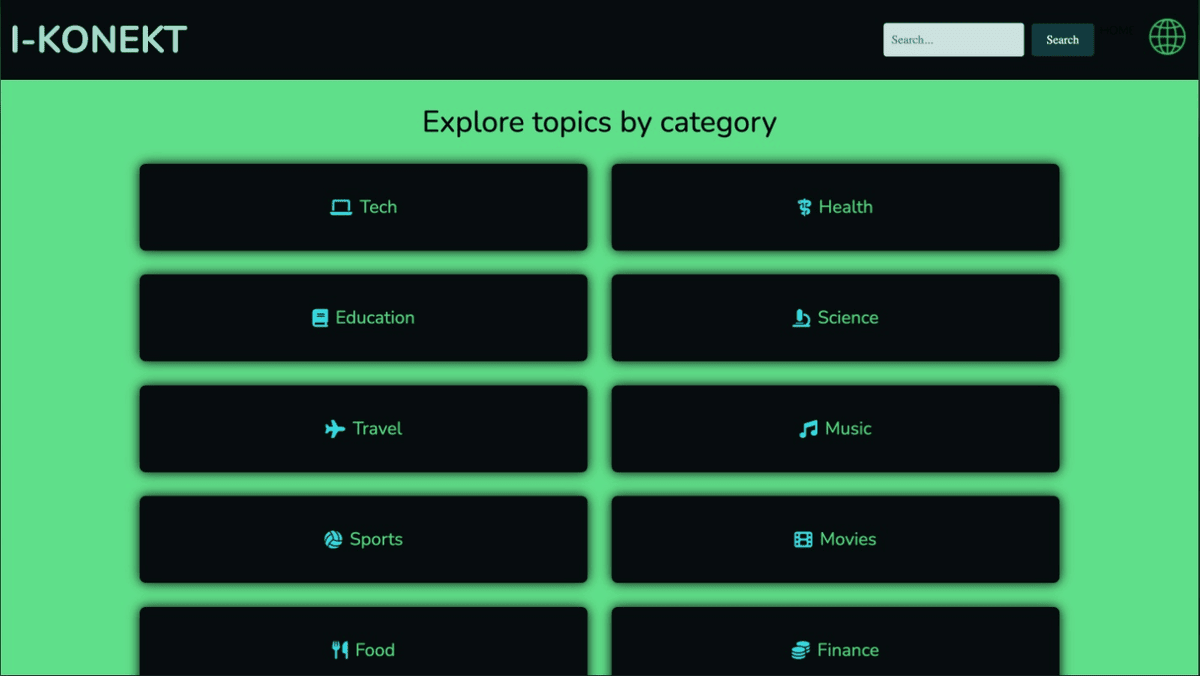 I-KONEKT
Search...
Search
Explore topics by category
Tech
Health
Education
Science
Travel
Music
Sports
Movies
Food
Finance